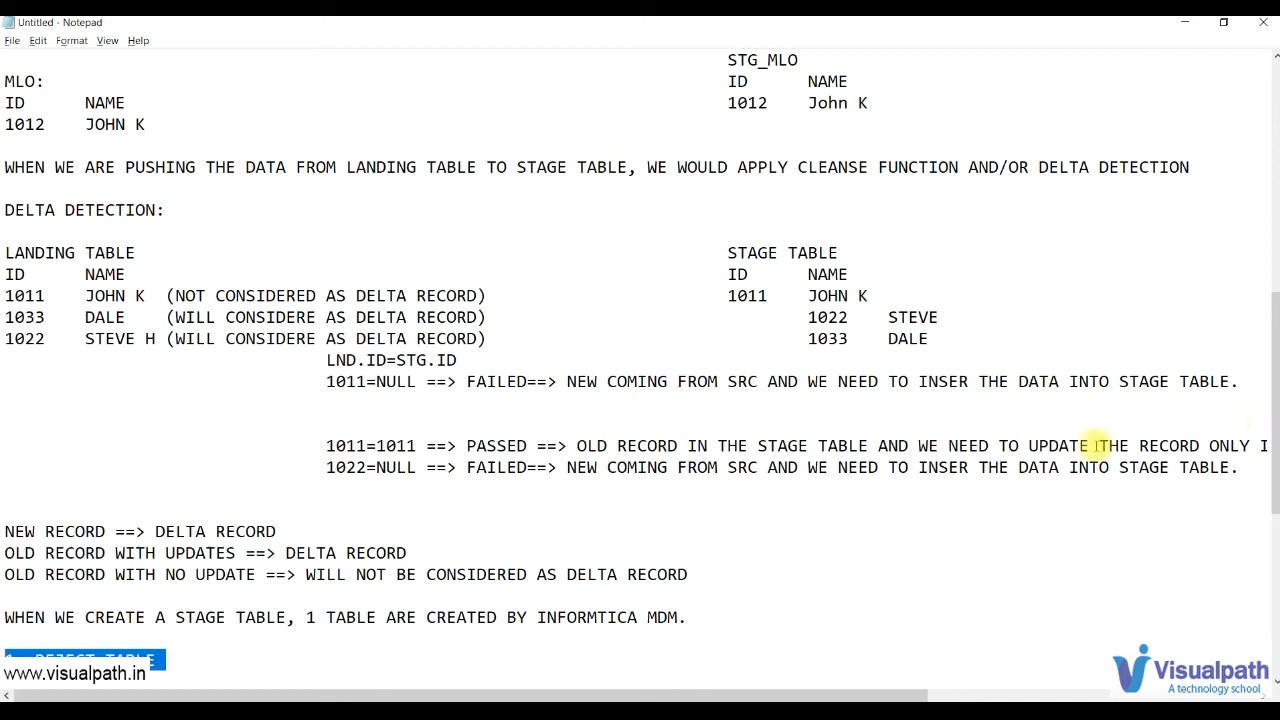 Untitled - Notepad
File Edit Format View Help
STG_MLO
MLO: ID NAME
ID NAME 1012 John K
1012 JOHN K
WHEN WE ARE PUSHING THE DATA FROM LANDING TABLE TO STAGE TABLE, WE WOULD APPLY CLEANSE FUNCTION AND/OR DELTA DETECTION
DELTA DETECTION:
LANDING TABLE STAGE TABLE
ID NAME ID NAME
1011 JOHN K (NOT CONSIDERED AS DELTA RECORD) 1011 JOHN K
1033 DALE (WILL CONSIDERE AS DELTA RECORD) 1022 STEVE
1022 STEVE H (WILL CONSIDERE AS DELTA RECORD) 1033 DALE
LND.ID=STG.ID
1011=NULL ==> FAILED==> NEW COMING FROM SRC AND WE NEED TO INSER THE DATA INTO STAGE TABLE.
1011=1011 ==> PASSED ==> OLD RECORD IN THE STAGE TABLE AND WE NEED TO UPDATE THE RECORD ONLY I
1022=NULL ==> FAILED==> NEW COMING FROM SRC AND WE NEED TO INSER THE DATA INTO STAGE TABLE.
NEW RECORD ==> DELTA RECORD
OLD RECORD WITH UPDATES ==> DELTA RECORD
OLD RECORD WITH NO UPDATE ==> WILL NOT BE CONSIDERED AS DELTA RECORD
WHEN WE CREATE A STAGE TABLE, 1 TABLE ARE CREATED BY INFORMTICA MDM.
REJECT TABLE
www.visualpath.in
Visualpath
A technology school